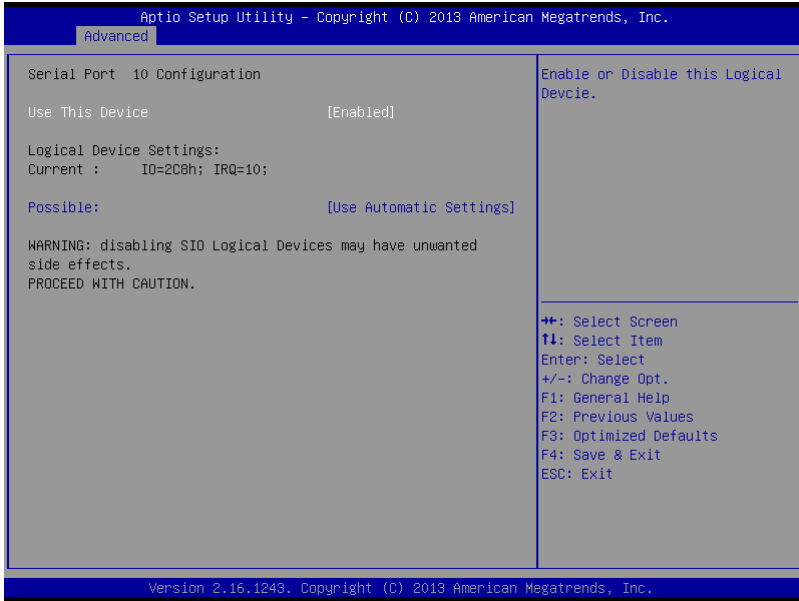 Aptio Setup Utility – Copyright (C) 2013 American Megatrends, Inc.
Advanced
Serial Port  10 Configuration
Use This Device [Enabled]
Logical Device Settings:
Current :  IO=2C8h; IRQ=10;
Possible: [Use Automatic Settings]
WARNING: disabling SIO Logical Devices may have unwanted
side effects.
PROCEED WITH CAUTION.
Enable or Disable this Logical
Devcie.
→←: Select Screen
↑↓: Select Item
Enter: Select
+/-: Change Opt.
F1: General Help
F2: Previous Values
F3: Optimized Defaults
F4: Save & Exit
ESC: Exit
Version 2.16.1243. Copyright (C) 2013 American Megatrends, Inc.